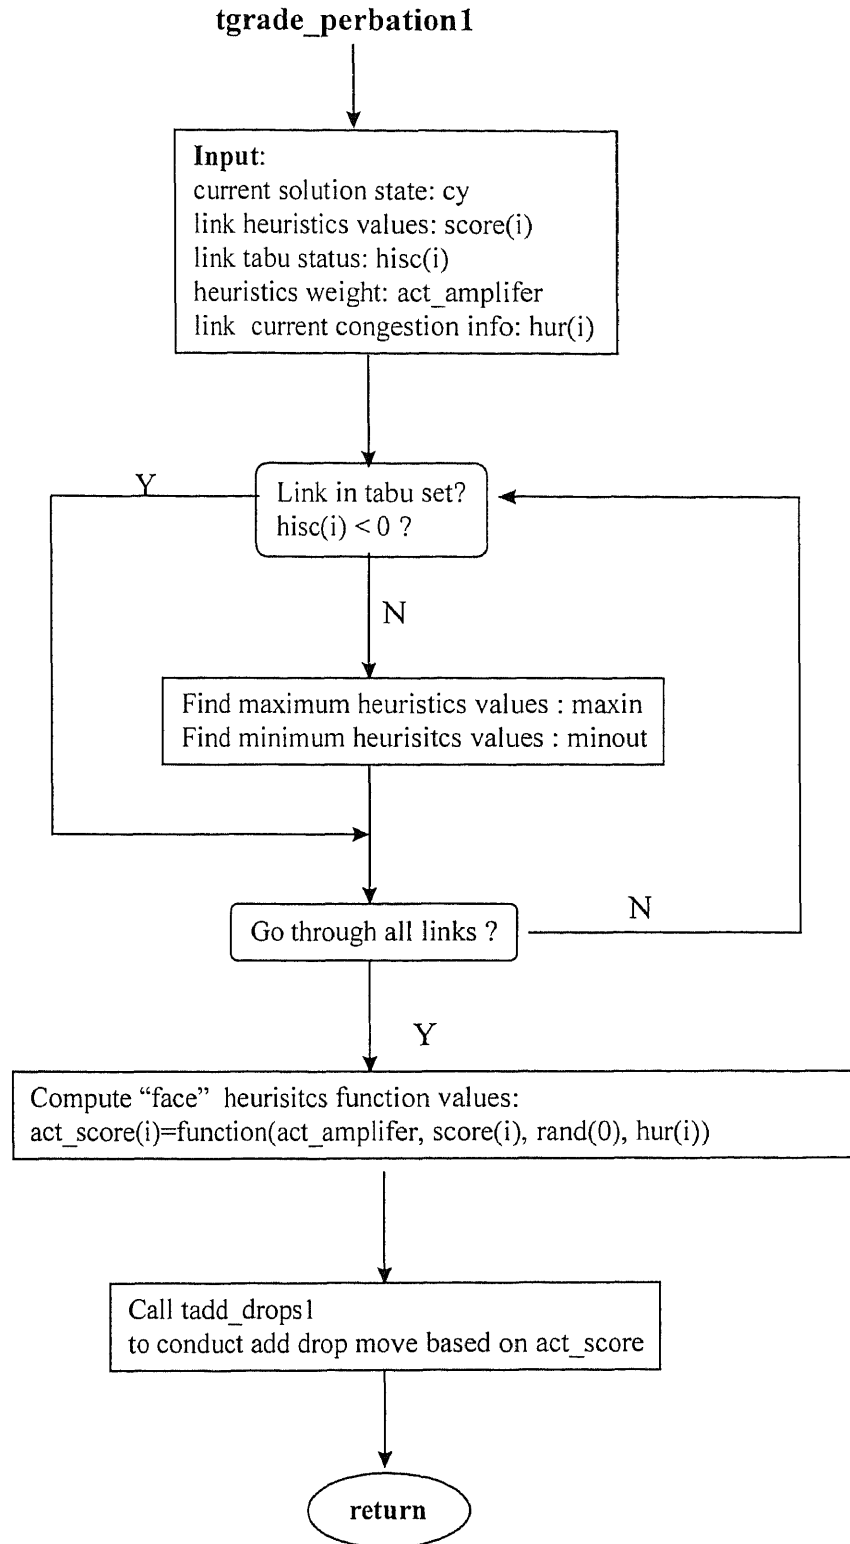 tgrade_perbation1
Input:
current solution state: cy
link heuristics values: score(i)
link tabu status: hisc(i)
heuristics weight: act_amplifer
link current congestion info: hur(i)
Y
Link in tabu set?
hisc(i) < 0 ?
N
Find maximum heuristics values : maxin
Find minimum heurisitcs values : minout
Go through all links ?
N
Y
Compute “face” heurisitcs function values:
act_score(i)=function(act_amplifer, score(i), rand(0), hur(i))
Call tadd_drops1
to conduct add drop move based on act_score
return